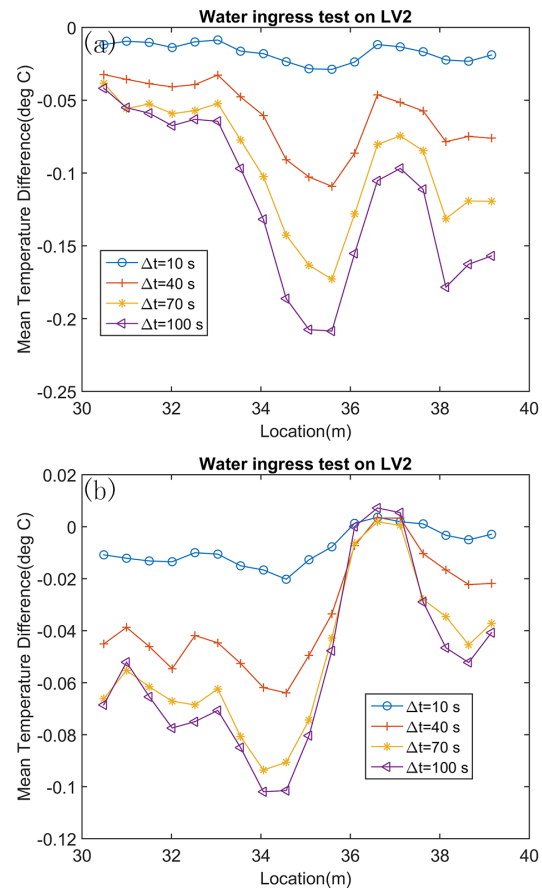 Water ingress test on LV2
(a)
0
-0.05
-0.1
-0.15
-0.2
-0.25
Mean Temperature Difference(deg C)
Δt=10 s
Δt=40 s
Δt=70 s
Δt=100 s
30 32 34 36 38 40
Location(m)
Water ingress test on LV2
(b)
0.02
0
-0.02
-0.04
-0.06
-0.08
-0.1
-0.12
Mean Temperature Difference(deg C)
Δt=10 s
Δt=40 s
Δt=70 s
Δt=100 s
30 32 34 36 38 40
Location(m)